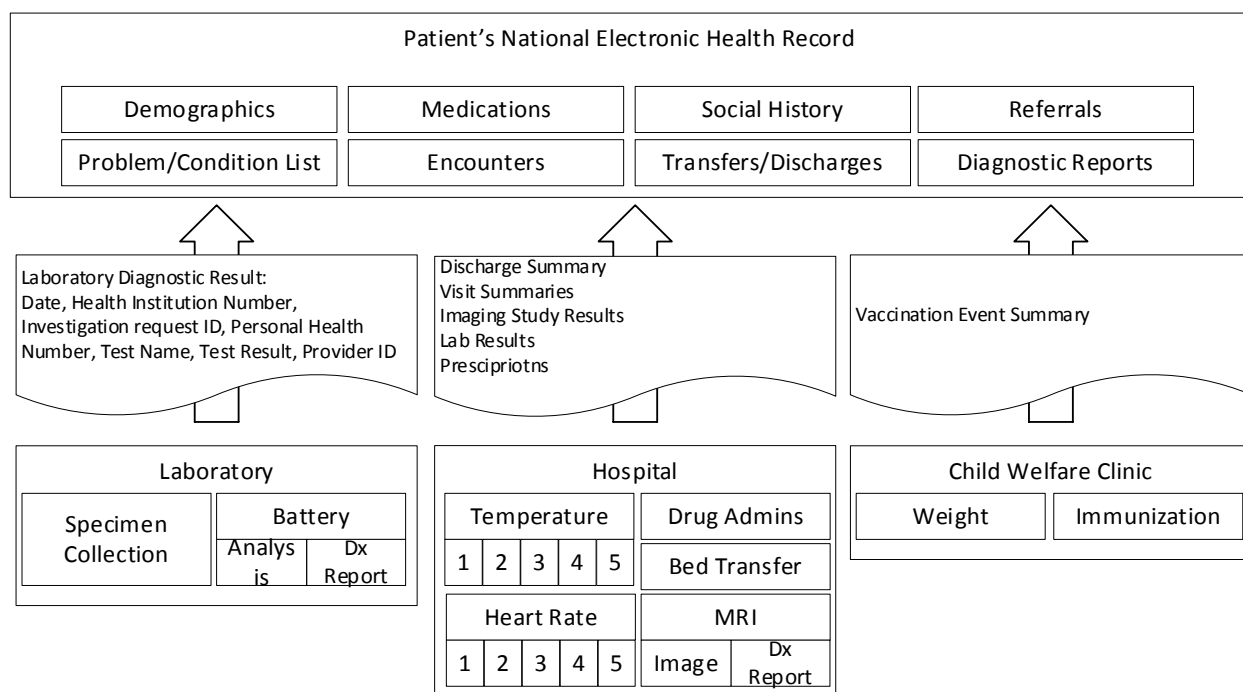 Patient’s National Electronic Health Record
Demographics
Medications
Social History
Referrals
Problem/Condition List
Encounters
Transfers/Discharges
Diagnostic Reports
Laboratory Diagnostic Result:
Date, Health Institution Number,
Investigation request ID, Personal Health
Number, Test Name, Test Result, Provider ID
Discharge Summary
Visit Summaries
Imaging Study Results
Lab Results
Prescipriotns
Vaccination Event Summary
Laboratory
Specimen
Collection
Battery
Analys
is
Dx
Report
Hospital
Temperature
1 2 3 4 5
Heart Rate
1 2 3 4 5
Drug Admins
Bed Transfer
MRI
Image
Dx
Report
Child Welfare Clinic
Weight
Immunization